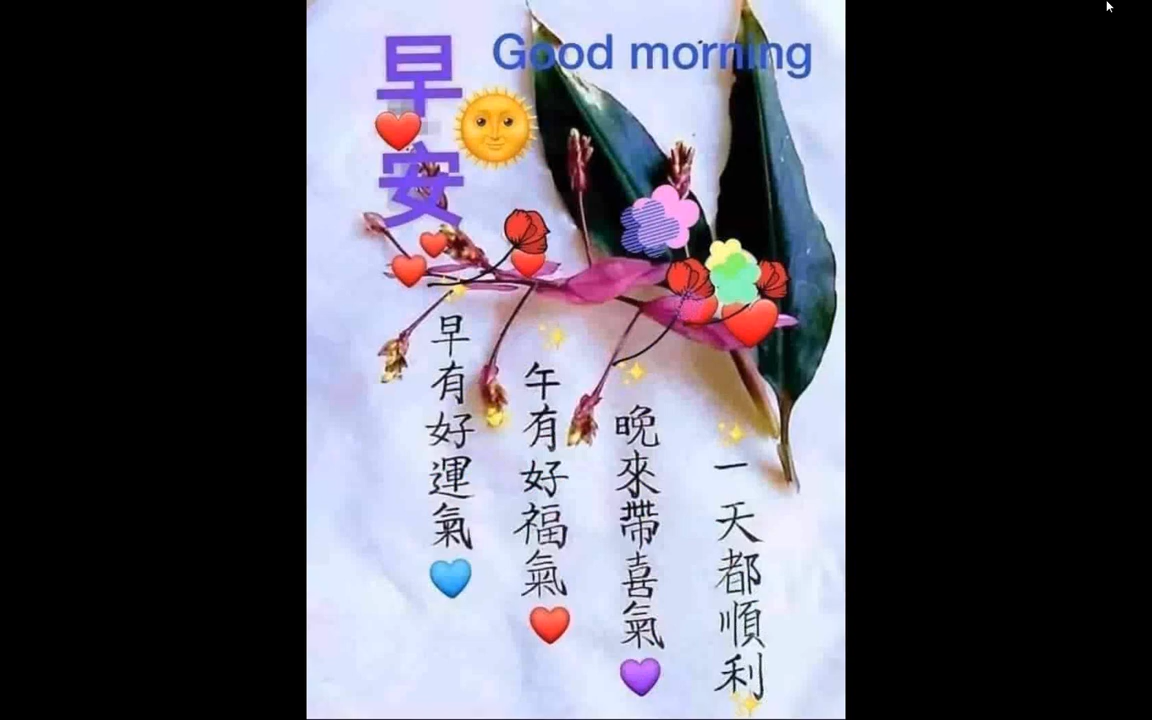 早安
Good morning
早有好運氣
午有好福氣
晚來帶喜氣
一天都順利